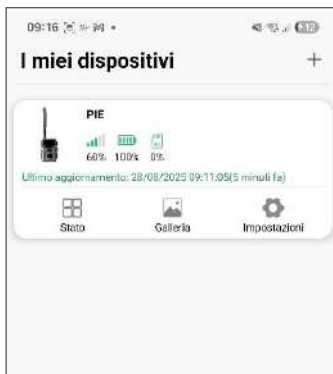 09:16
12
I miei dispositivi
+
PIE
60% 100% 0%
Ultimo aggiornamento: 28/08/2025 09:11:05(5 minuti fa)
Stato Galleria Impostazioni